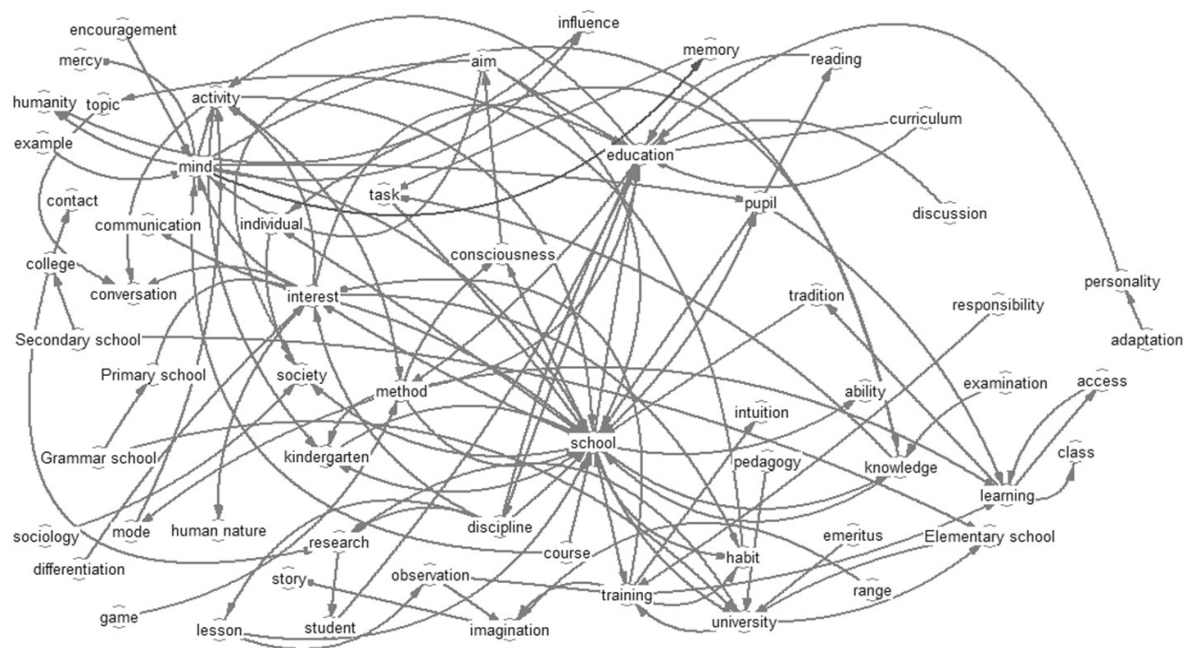 encouragement
influence
mercy
aim
memory
reading
humanity
topic
activity
example
curriculum
mind
education
contact
task
pupil
communication
individual
discussion
college
consciousness
conversation
interest
tradition
personality
responsibility
Secondary school
adaptation
Primary school
society
method
ability
examination
access
intuition
Grammar school
kindergarten
school
pedagogy
knowledge
class
learning
sociology
mode
human nature
discipline
research
course
emeritus
Elementary school
differentiation
story
observation
habit
training
range
game
lesson
student
imagination
university